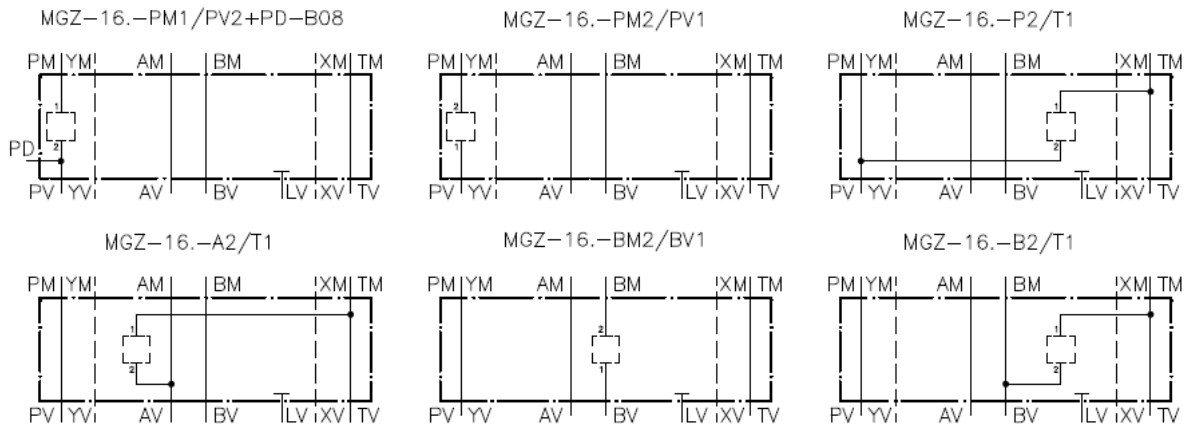 MGZ-16.-PM1/PV2+PD-B08 MGZ-16.-PM2/PV1 MGZ-16.-P2/T1
PM YM AM BM XM TM PM YM AM BM XM TM PM YM AM BM XM TM
1 2 1
2 1 2
PD
PV YV AV BV LV XV TV PV YV AV BV LV XV TV PV YV AV BV LV XV TV
MGZ-16.-A2/T1 MGZ-16.-BM2/BV1 MGZ-16.-B2/T1
PM YM AM BM XM TM PM YM AM BM XM TM PM YM AM BM XM TM
1 2 1
2 1 2
PV YV AV BV LV XV TV PV YV AV BV LV XV TV PV YV AV BV LV XV TV